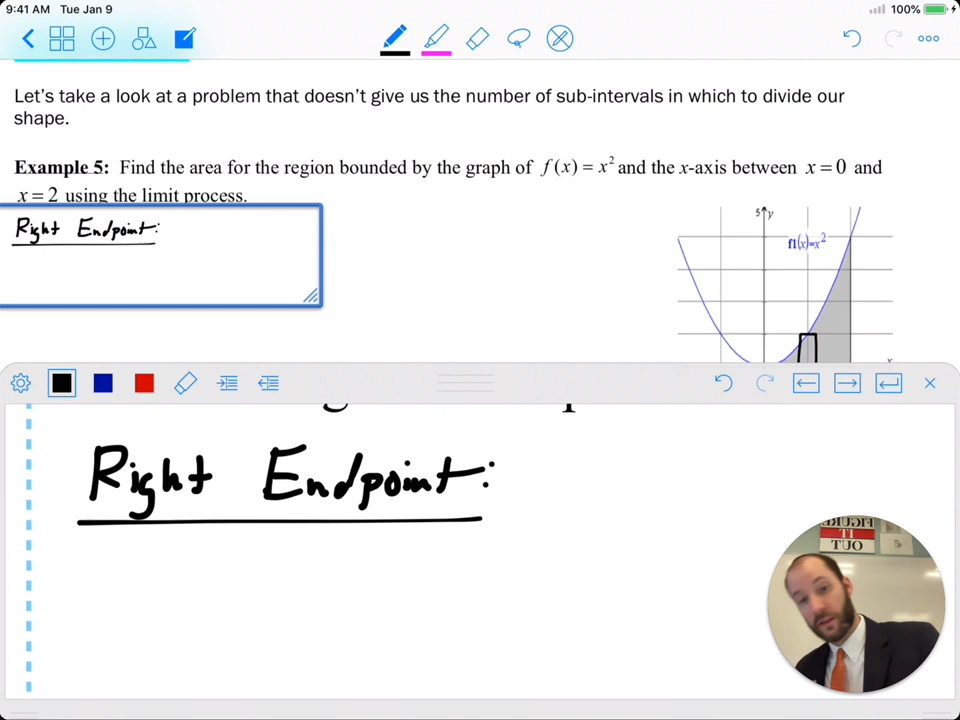 9:41 AM Tue Jan 9 100%
Let's take a look at a problem that doesn't give us the number of sub-intervals in which to divide our
shape.
Example 5: Find the area for the region bounded by the graph of f(x) = x² and the x-axis between x = 0 and
x = 2 using the limit process.
Right Endpoint:
5 y
f1(x)=x²
x
Right Endpoint:
FIGURE
IT
OUT